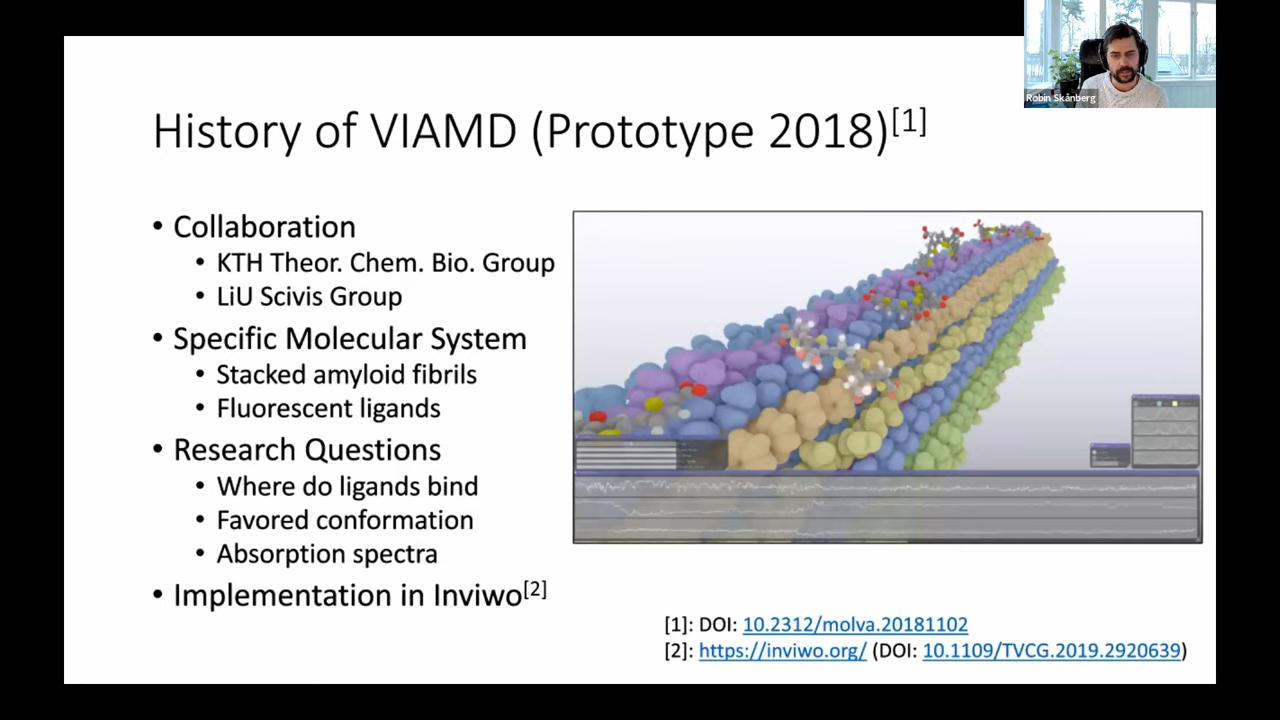 Robin Skånberg
History of VIAMD (Prototype 2018)[1]
• Collaboration
• KTH Theor. Chem. Bio. Group
• LiU Scivis Group
• Specific Molecular System
• Stacked amyloid fibrils
• Fluorescent ligands
• Research Questions
• Where do ligands bind
• Favored conformation
• Absorption spectra
• Implementation in Inviwo[2]
[1]: DOI: 10.2312/molva.20181102
[2]: https://inviwo.org/ (DOI: 10.1109/TVCG.2019.2920639)